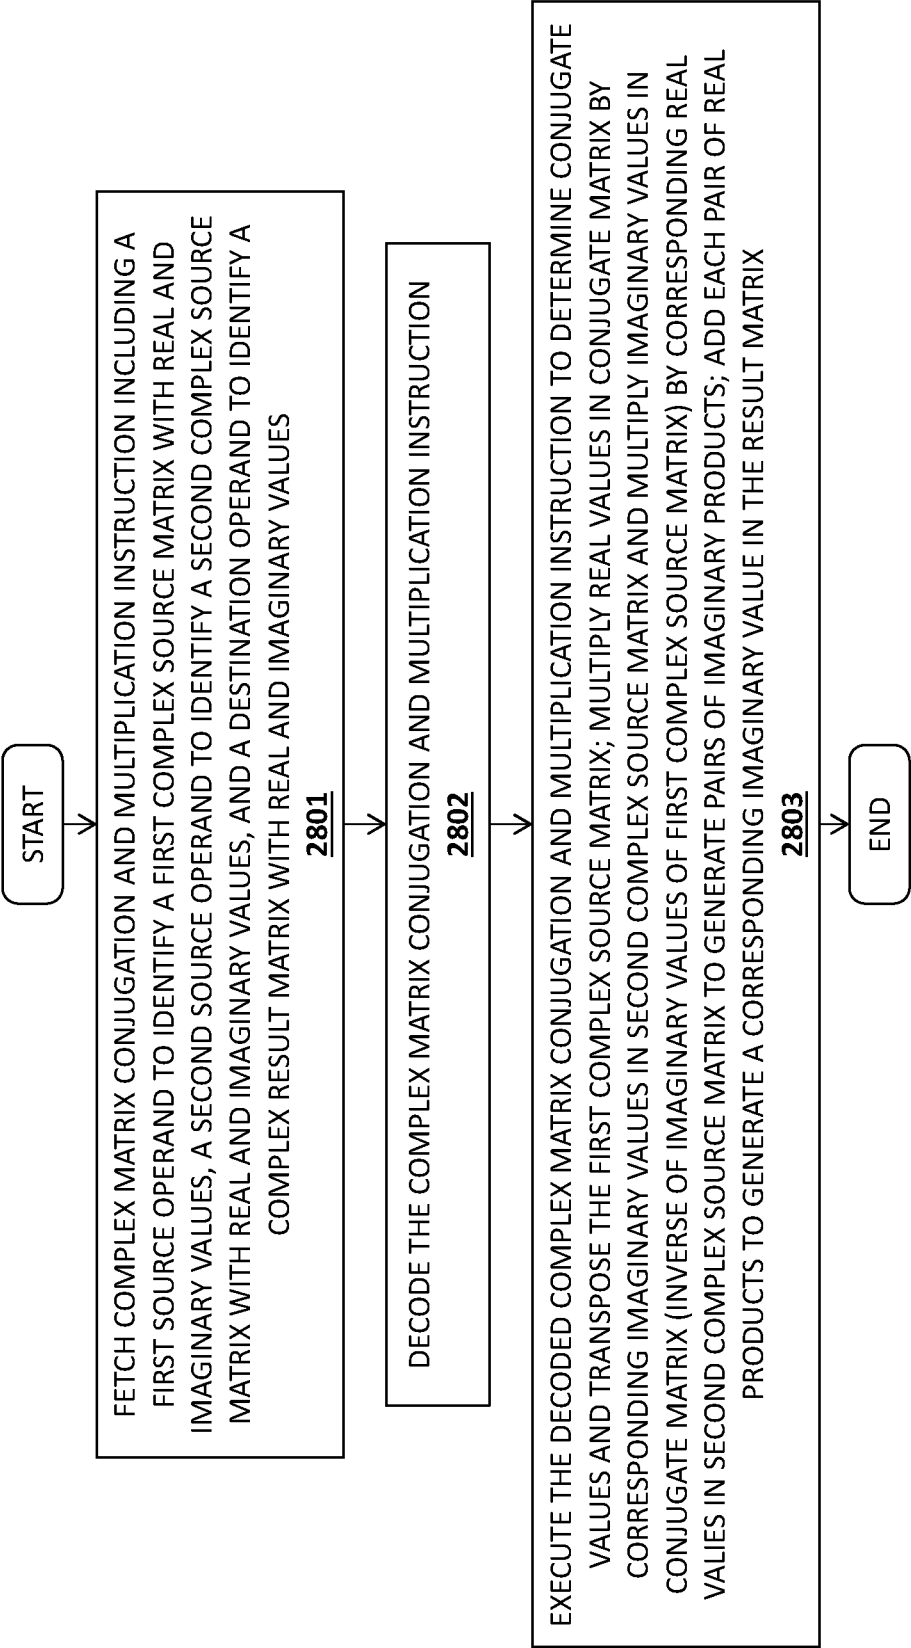 START
FETCH COMPLEX MATRIX CONJUGATION AND MULTIPLICATION INSTRUCTION INCLUDING A
FIRST SOURCE OPERAND TO IDENTIFY A FIRST COMPLEX SOURCE MATRIX WITH REAL AND
IMAGINARY VALUES, A SECOND SOURCE OPERAND TO IDENTIFY A SECOND COMPLEX SOURCE
MATRIX WITH REAL AND IMAGINARY VALUES, AND A DESTINATION OPERAND TO IDENTIFY A
COMPLEX RESULT MATRIX WITH REAL AND IMAGINARY VALUES
2801
DECODE THE COMPLEX MATRIX CONJUGATION AND MULTIPLICATION INSTRUCTION
2802
EXECUTE THE DECODED COMPLEX MATRIX CONJUGATION AND MULTIPLICATION INSTRUCTION TO DETERMINE CONJUGATE
VALUES AND TRANSPOSE THE FIRST COMPLEX SOURCE MATRIX; MULTIPLY REAL VALUES IN CONJUGATE MATRIX BY
CORRESPONDING IMAGINARY VALUES IN SECOND COMPLEX SOURCE MATRIX AND MULTIPLY IMAGINARY VALUES IN
CONJUGATE MATRIX (INVERSE OF IMAGINARY VALUES OF FIRST COMPLEX SOURCE MATRIX) BY CORRESPONDING REAL
VALIES IN SECOND COMPLEX SOURCE MATRIX TO GENERATE PAIRS OF IMAGINARY PRODUCTS; ADD EACH PAIR OF REAL
PRODUCTS TO GENERATE A CORRESPONDING IMAGINARY VALUE IN THE RESULT MATRIX
2803
END